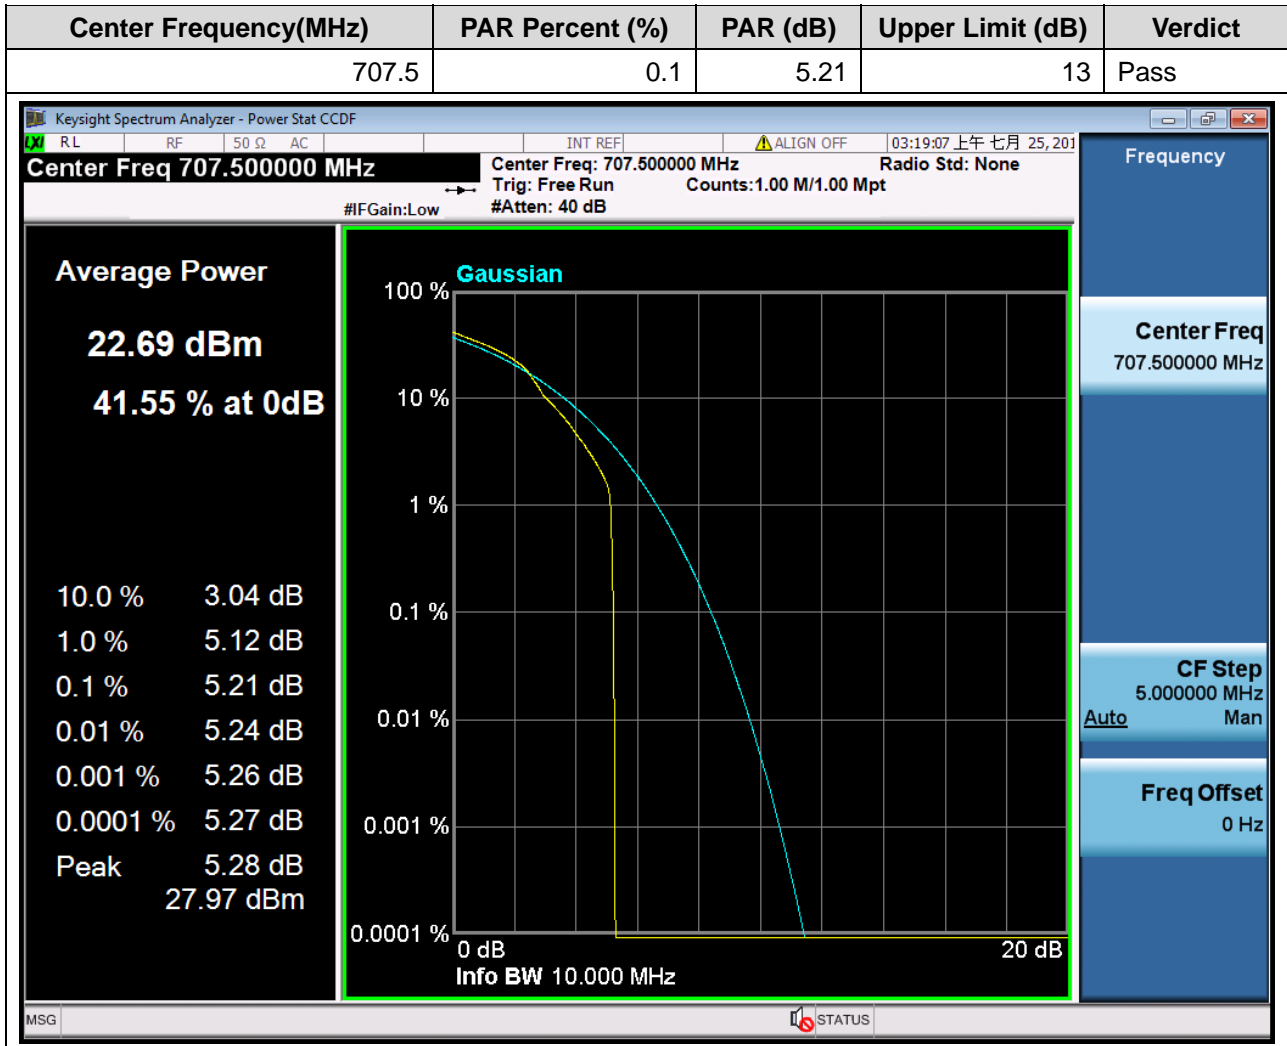 Center Frequency(MHz) PAR Percent (%) PAR (dB) Upper Limit (dB) Verdict
707.5 0.1 5.21 13 Pass
Keysight Spectrum Analyzer - Power Stat CCDF
LXI RL RF 50 Ω AC INT REF ALIGN OFF 03:19:07 上午 七月 25, 201
Center Freq 707.500000 MHz
#IFGain:Low
Center Freq: 707.500000 MHz Radio Std: None
Trig: Free Run Counts:1.00 M/1.00 Mpt
#Atten: 40 dB
Average Power
22.69 dBm
41.55 % at 0dB
10.0 % 3.04 dB
1.0 % 5.12 dB
0.1 % 5.21 dB
0.01 % 5.24 dB
0.001 % 5.26 dB
0.0001 % 5.27 dB
Peak 5.28 dB
27.97 dBm
Gaussian
100 %
10 %
1 %
0.1 %
0.01 %
0.001 %
0.0001 %
0 dB 20 dB
Info BW 10.000 MHz
Frequency
Center Freq
707.500000 MHz
CF Step
5.000000 MHz
Auto Man
Freq Offset
0 Hz
MSG STATUS